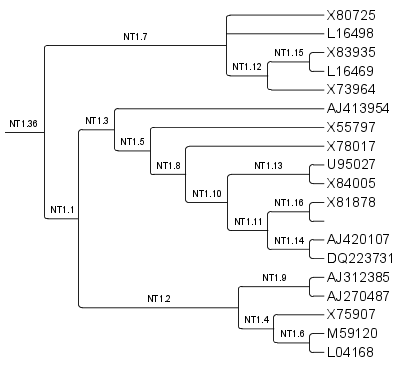 X80725
NT1.7
L16498
NT1.15
X83935
NT1.12
L16469
X73964
AJ413954
NT1.3
NT1.36
X55797
NT1.5
X78017
NT1.8
NT1.13
U95027
X84005
NT1.10
NT1.16
X81878
NT1.1
NT1.11
NT1.14
AJ420107
DQ223731
NT1.9
AJ312385
NT1.2
AJ270487
X75907
NT1.4
NT1.6
M59120
L04168